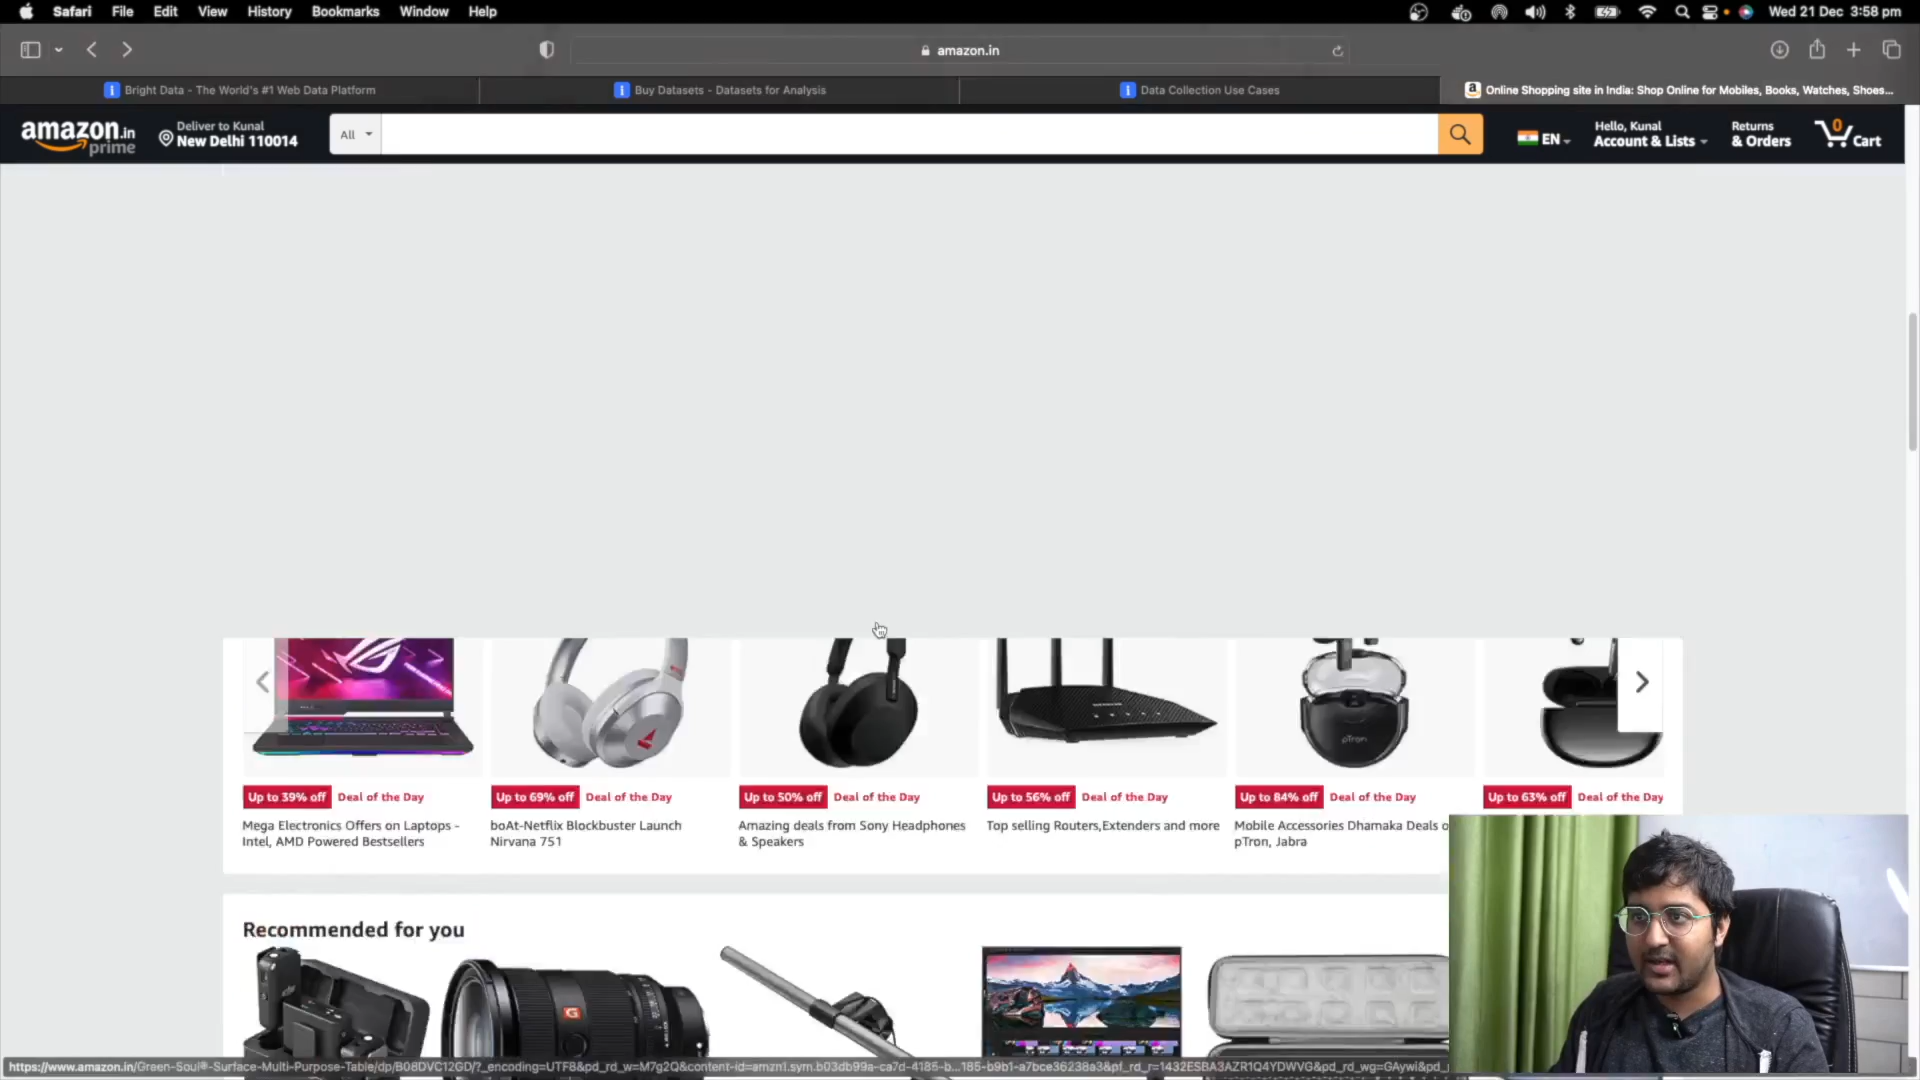 Safari File Edit View History Bookmarks Window Help Wed 21 Dec 3:58 pm
amazon.in
Bright Data - The World's #1 Web Data Platform
Buy Datasets - Datasets for Analysis
Data Collection Use Cases
Online Shopping site in India: Shop Online for Mobiles, Books, Watches, Shoes...
amazon.in
prime
Deliver to Kunal
New Delhi 110014
All
EN
Hello, Kunal
Account & Lists
Returns
& Orders
0
Cart
Up to 39% off Deal of the Day
Mega Electronics Offers on Laptops -
Intel, AMD Powered Bestsellers
Up to 69% off Deal of the Day
boAt-Netflix Blockbuster Launch
Nirvana 751
Up to 50% off Deal of the Day
Amazing deals from Sony Headphones
& Speakers
Up to 56% off Deal of the Day
Top selling Routers,Extenders and more
pTron
Up to 84% off Deal of the Day
Mobile Accessories Dhamaka Deals o
pTron, Jabra
Up to 63% off Deal of the Day
Recommended for you
G